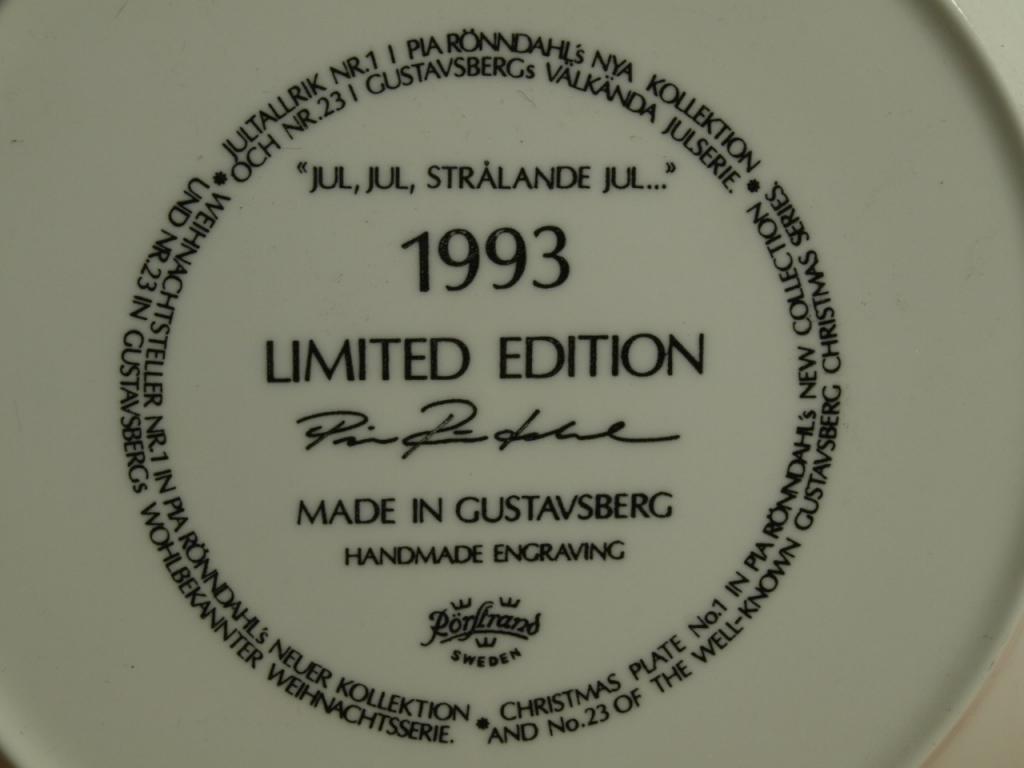 JULTALLRIK NR.1 I PIA RÖNNDAHL's NYA KOLLEKTION
OCH NR.23 I GUSTAVSBERGs VÄLKÄNDA JULSERIE.
* CHRISTMAS PLATE No.1 IN PIA RÖNNDAHL's NEW COLLECTION *
AND No.23 OF THE WELL-KNOWN GUSTAVSBERG CHRISTMAS SERIES.
WEIHNACHTSTELLER NR.1 IN PIA RÖNNDAHL's NEUER KOLLEKTION
UND NR.23 IN GUSTAVSBERGs WOHLBEKANNTER WEIHNACHTSSERIE.
*
“JUL, JUL, STRÅLANDE JUL...”
1993
LIMITED EDITION
Pia Rönndahl
MADE IN GUSTAVSBERG
HANDMADE ENGRAVING
Rörstrand
SWEDEN